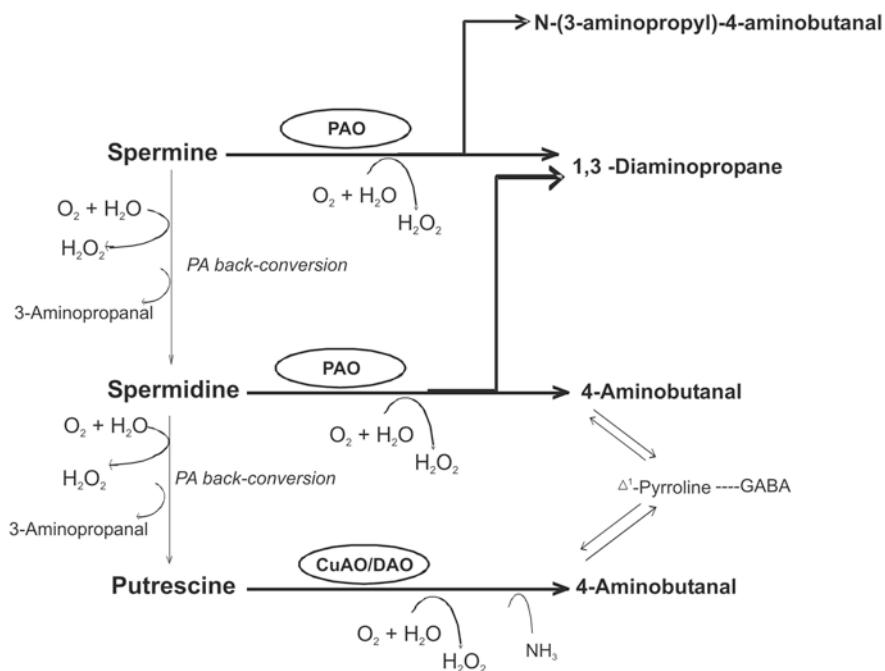 N-(3-aminopropyl)-4-aminobutanal
PAO
Spermine
1,3 -Diaminopropane
O₂ + H₂O
H₂O₂
O₂ + H₂O
H₂O₂
PA back-conversion
3-Aminopropanal
PAO
Spermidine
4-Aminobutanal
O₂ + H₂O
H₂O₂
O₂ + H₂O
H₂O₂
PA back-conversion
Δ¹-Pyrroline ----GABA
3-Aminopropanal
CuAO/DAO
Putrescine
4-Aminobutanal
O₂ + H₂O
H₂O₂
NH₃